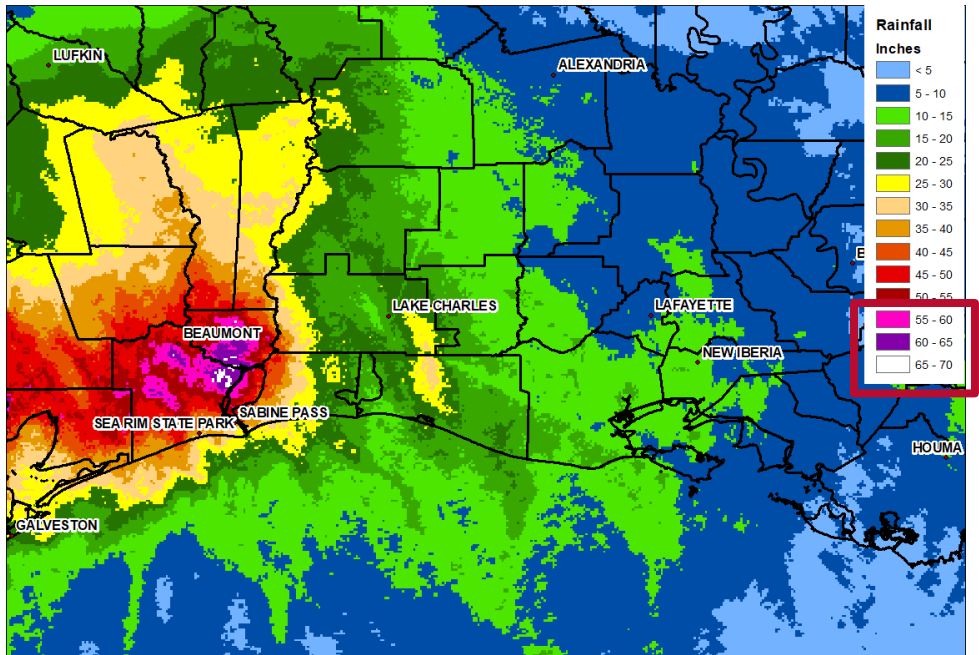 LUFKIN
ALEXANDRIA
LAKE CHARLES
LAFAYETTE
BEAUMONT
NEW IBERIA
SABINE PASS
SEA RIM STATE PARK
HOUMA
GALVESTON
Rainfall
Inches
< 5
5 - 10
10 - 15
15 - 20
20 - 25
25 - 30
30 - 35
35 - 40
40 - 45
45 - 50
50 - 55
55 - 60
60 - 65
65 - 70